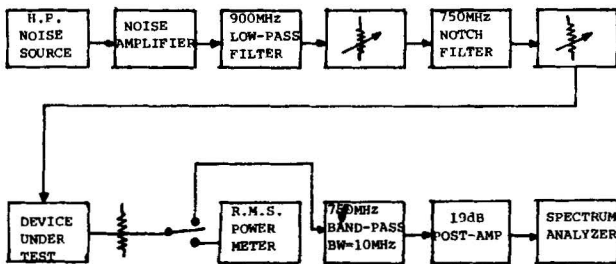 H.P.
NOISE
SOURCE
NOISE
AMPLIFIER
900MHz
LOW-PASS
FILTER
750MHz
NOTCH
FILTER
DEVICE
UNDER
TEST
R.M.S.
POWER
METER
750MHz
BAND-PASS
BW=10MHz
19dB
POST-AMP
SPECTRUM
ANALYZER